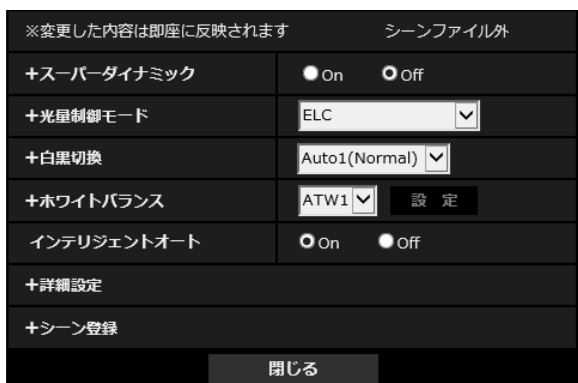 ※変更した内容は即座に反映されます シーンファイル外
+スーパーダイナミック On Off
+光量制御モード ELC
+白黒切換 Auto1(Normal)
+ホワイトバランス ATW1 設 定
インテリジェントオート On Off
+詳細設定
+シーン登録
閉じる